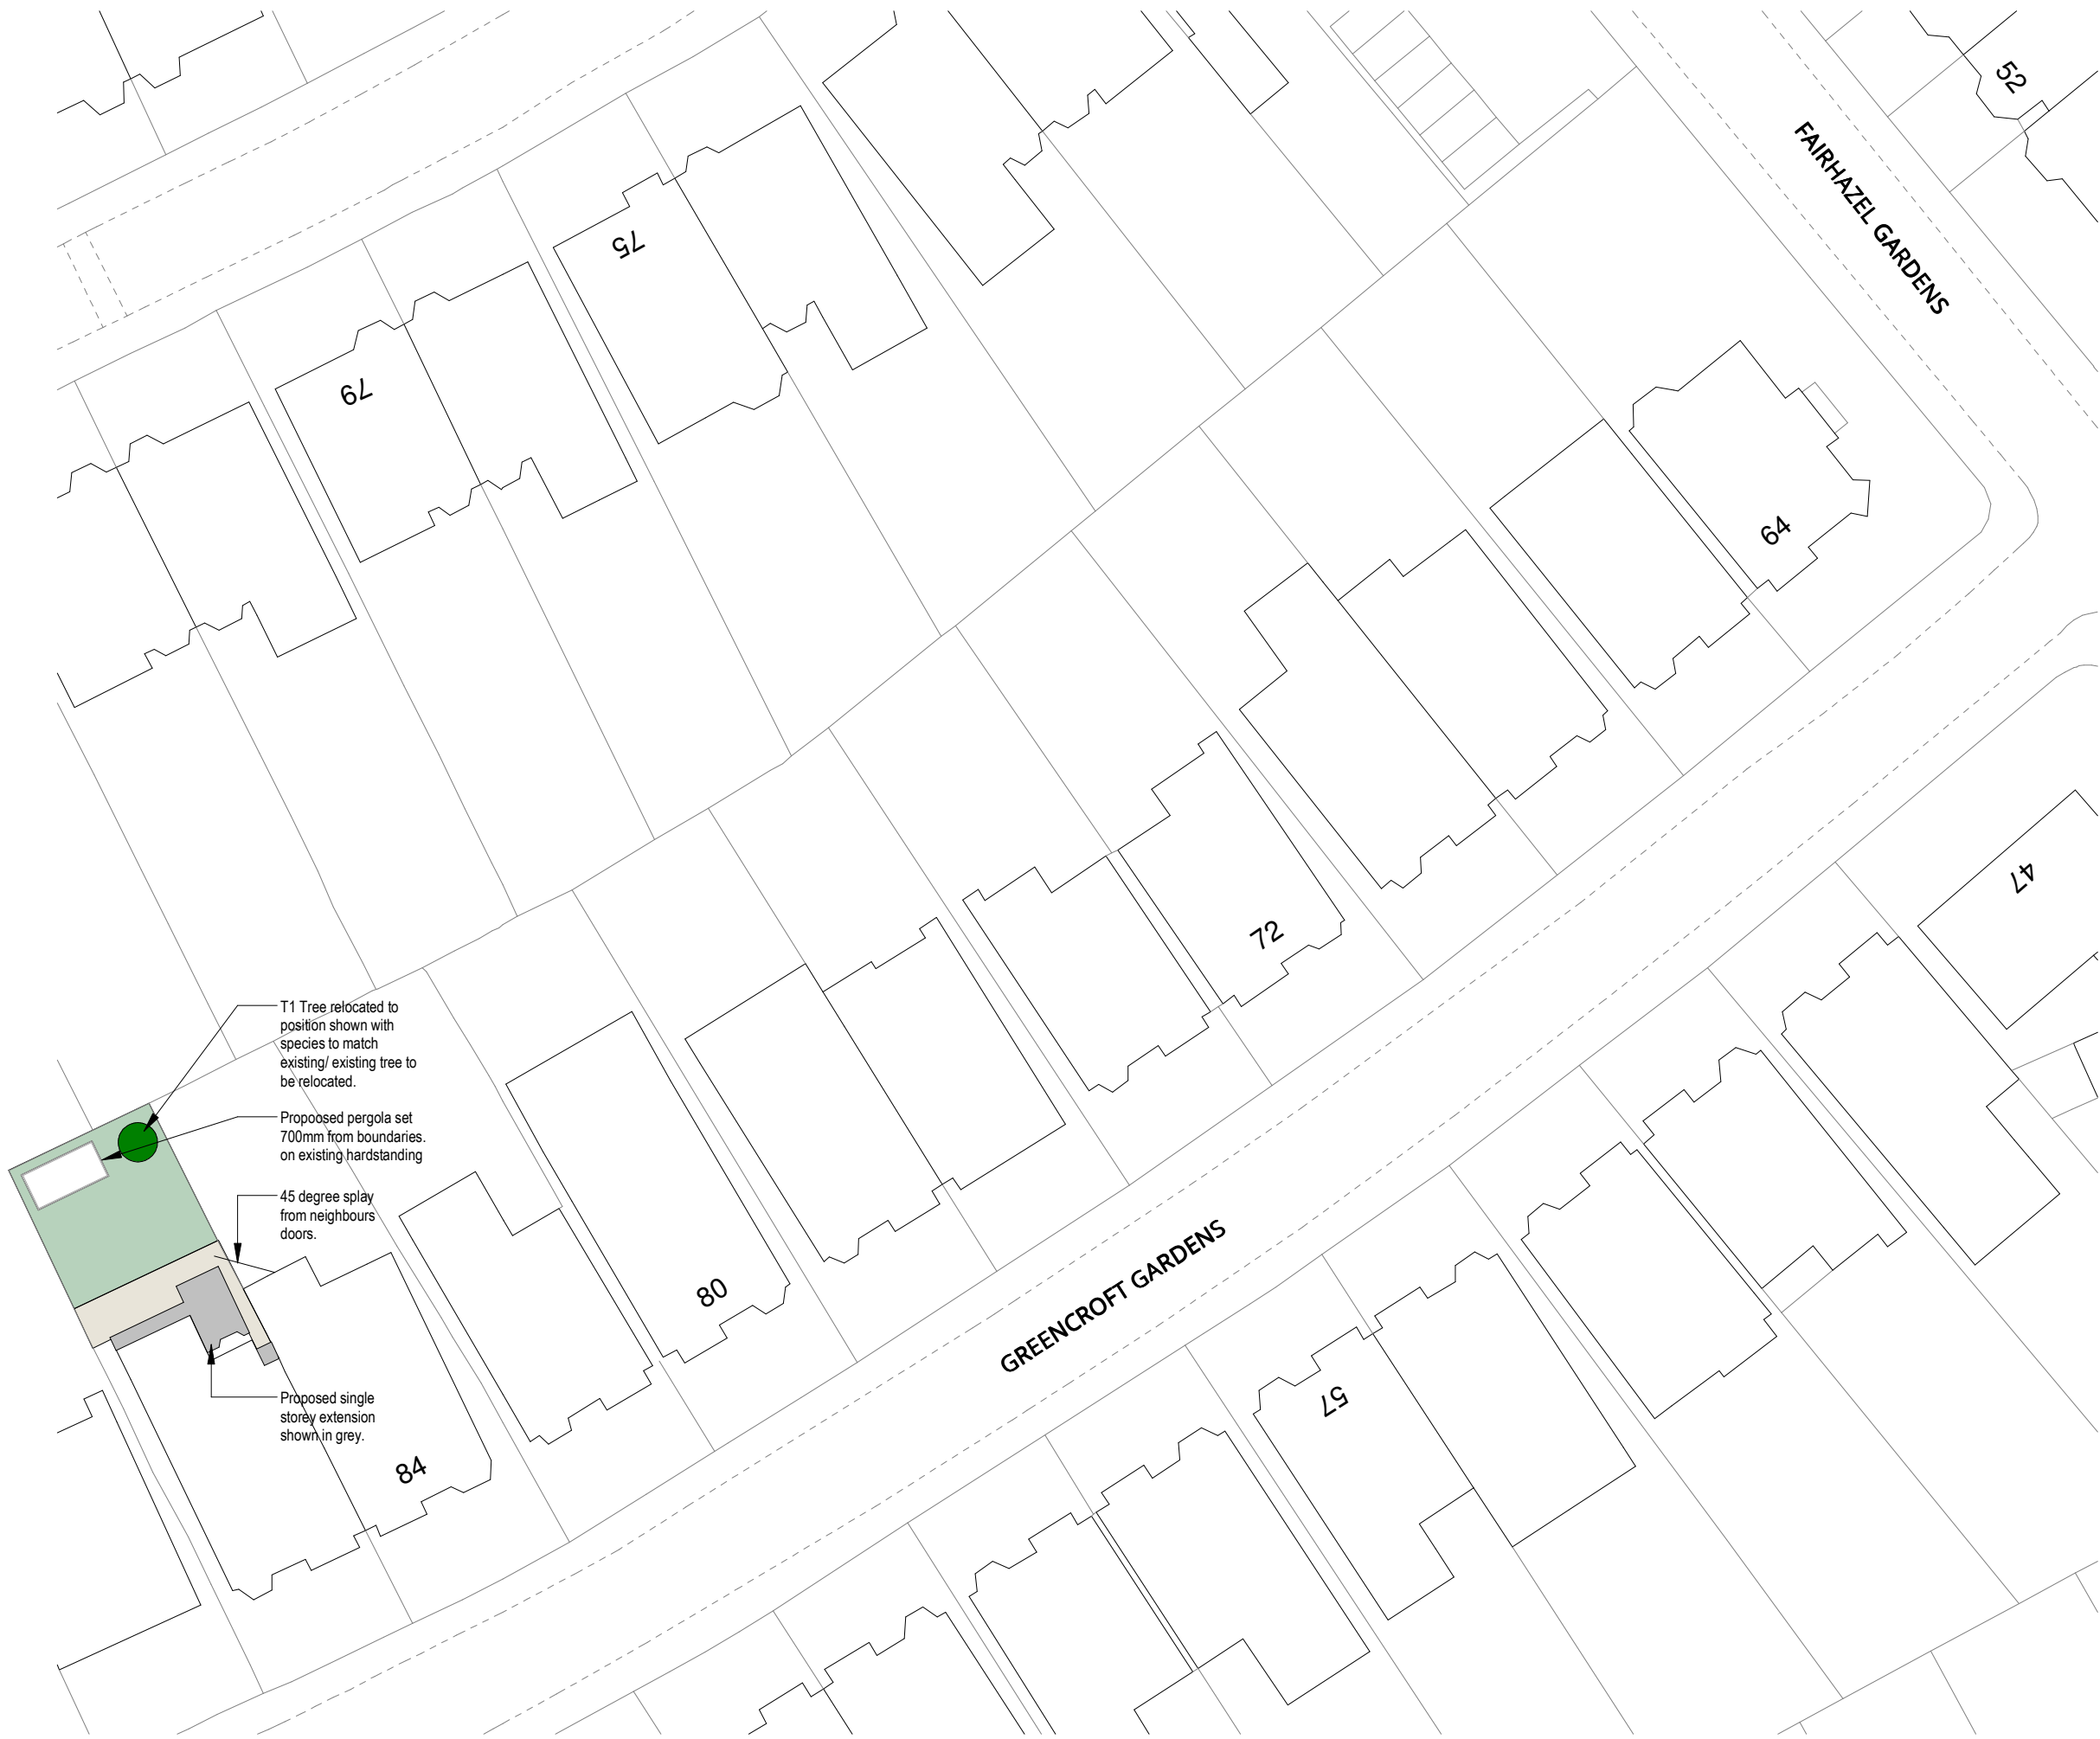 52
FAIRHAZEL GARDENS
75
79
64
47
72
T1 Tree relocated to
position shown with
species to match
existing/ existing tree to
be relocated.
Propoosed pergola set
700mm from boundaries.
on existing hardstanding
45 degree splay
from neighbours
doors.
80
GREENCROFT GARDENS
57
Proposed single
storey extension
shown in grey.
84